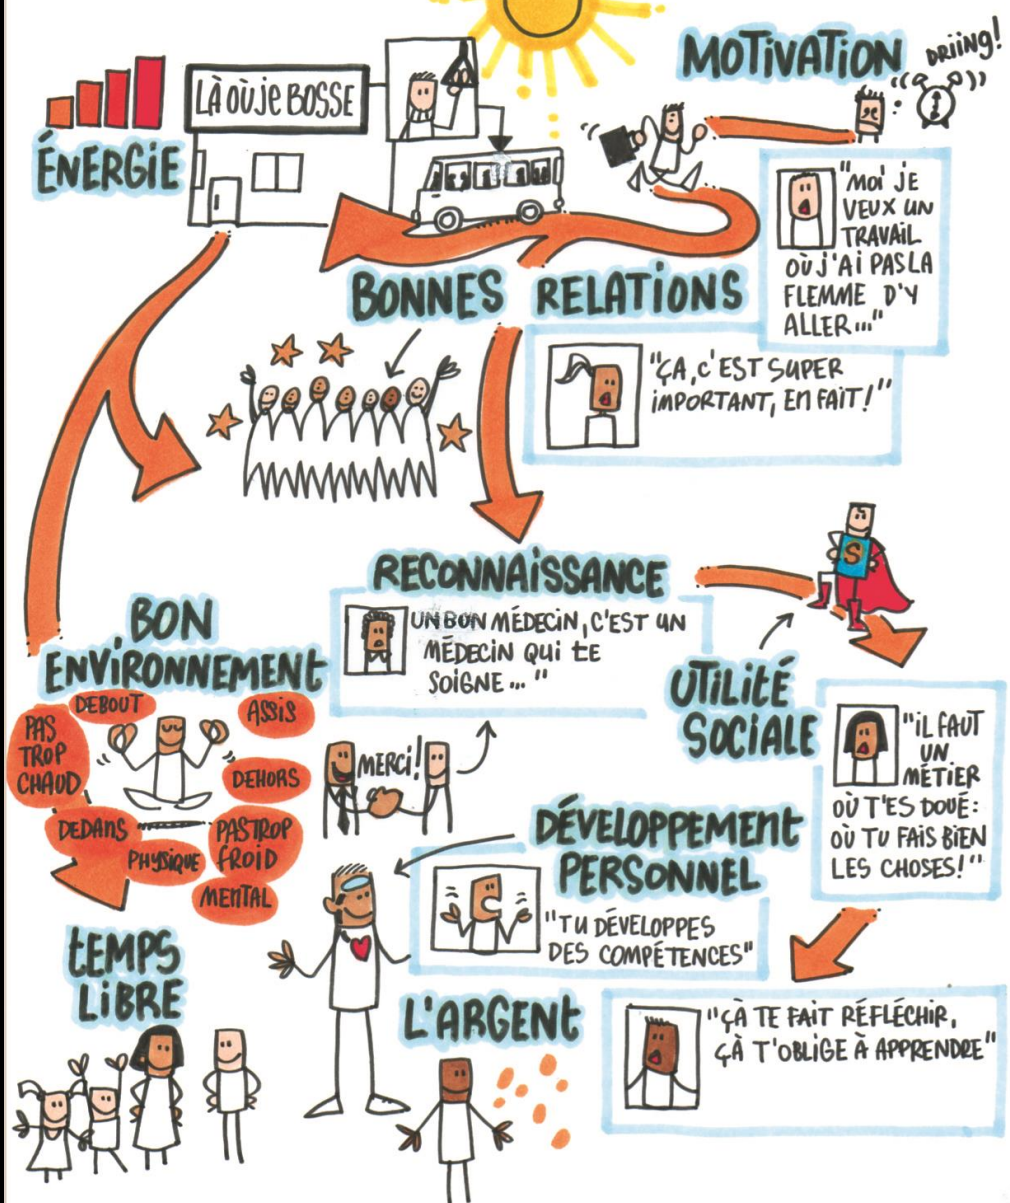 MOTIVATION
DRIING!
LÀ OÙ JE BOSSE
ÉNERGIE
"MOI JE
VEUX UN
TRAVAIL
OÙ J'AI PAS LA
FLEMME D'Y
ALLER..."
BONNES RELATIONS
"ÇA, C'EST SUPER
IMPORTANT, EN FAIT!"
RECONNAISSANCE
UN BON MÉDECIN, C'EST UN
MÉDECIN QUI TE
SOIGNE... "
S
BON
ENVIRONNEMENT
DEBOUT
ASSIS
PAS
TROP
CHAUD
DEHORS
DEDANS
PAS TROP
FROID
PHYSIQUE
MENTAL
MERCI!
UTILITÉ
SOCIALE
"IL FAUT
UN
MÉTIER
OÙ T'ES DOUÉ:
OÙ TU FAIS BIEN
LES CHOSES!"
DÉVELOPPEMENT
PERSONNEL
"TU DÉVELOPPES
DES COMPÉTENCES"
TEMPS
LIBRE
L'ARGENT
"ÇÀ TE FAIT RÉFLÉCHIR,
ÇÀ T'OBLIGE À APPRENDRE"